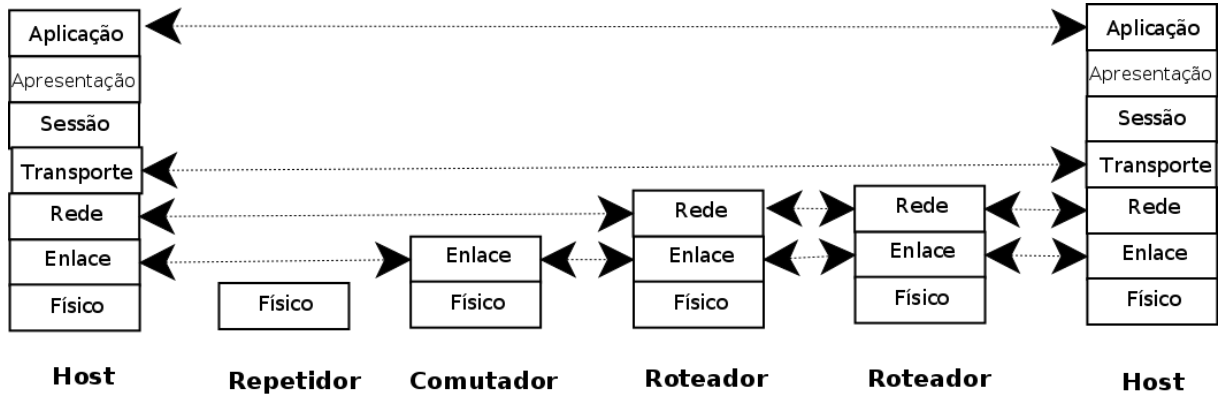 Aplicação
Apresentação
Sessão
Transporte
Rede
Enlace
Físico
Host
Físico
Repetidor
Enlace
Físico
Comutador
Rede
Enlace
Físico
Roteador
Rede
Enlace
Físico
Roteador
Aplicação
Apresentação
Sessão
Transporte
Rede
Enlace
Físico
Host